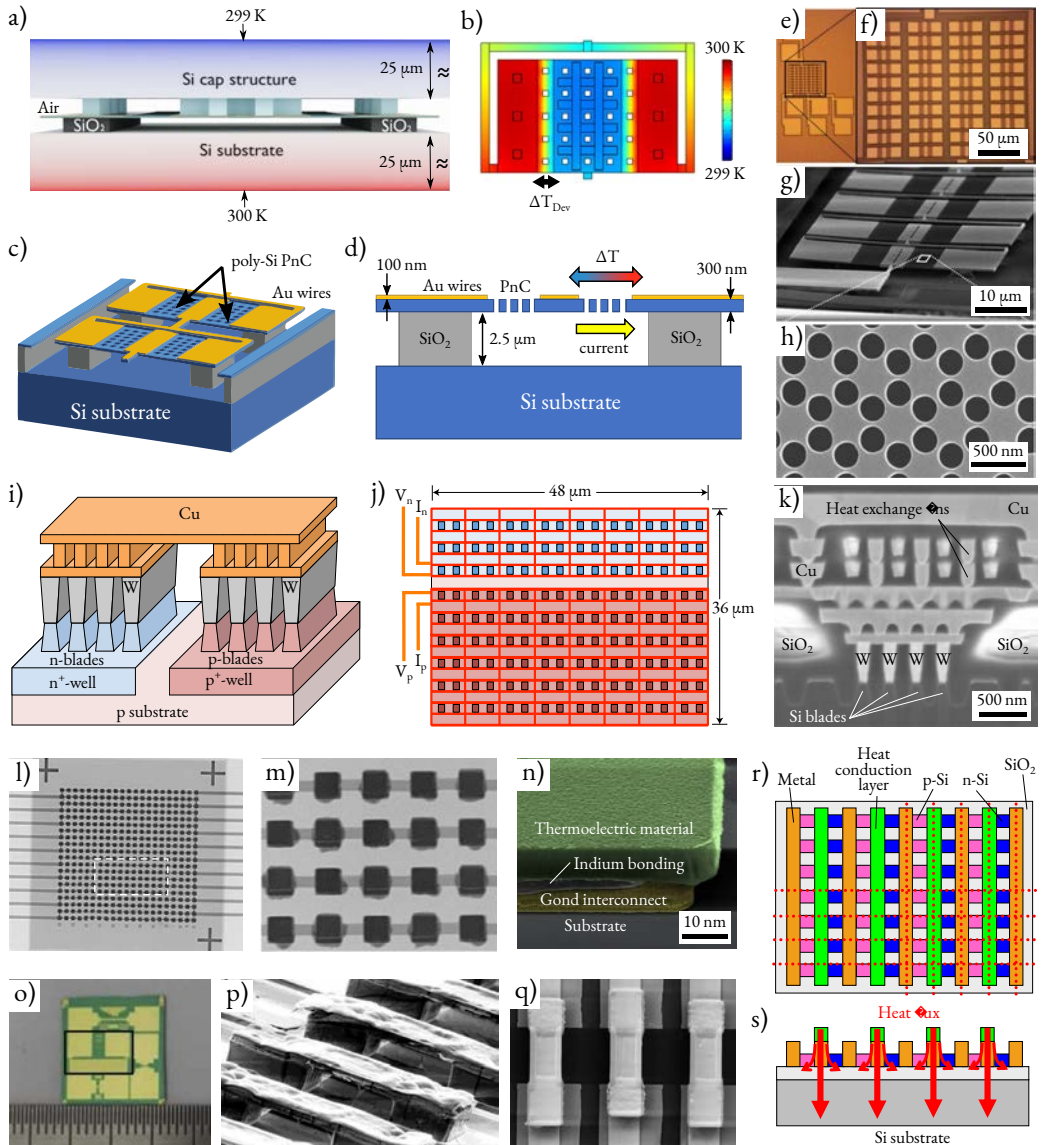 a)
299 K
25 μm
≈
Si cap structure
Air
SiO₂
SiO₂
Si substrate
25 μm
≈
300 K
b)
300 K
299 K
ΔT_Dev
c)
poly-Si PnC
Au wires
Si substrate
d)
100 nm
Au wires
PnC
ΔT
300 nm
SiO₂
2.5 μm
current
SiO₂
Si substrate
e)
f)
50 μm
g)
10 μm
h)
500 nm
i)
Cu
W
W
n-blades
p-blades
n⁺-well
p⁺-well
p substrate
j)
48 μm
Vₙ
Iₙ
36 μm
Vₚ
Iₚ
k)
Heat exchange �ns
Cu
Cu
SiO₂
SiO₂
W W W W
Si blades
500 nm
l)
m)
n)
Thermoelectric material
Indium bonding
Gond interconnect
Substrate
10 nm
o)
p)
q)
r)
Metal
Heat
conduction
layer
p-Si
n-Si
SiO₂
s)
Heat �ux
Si substrate